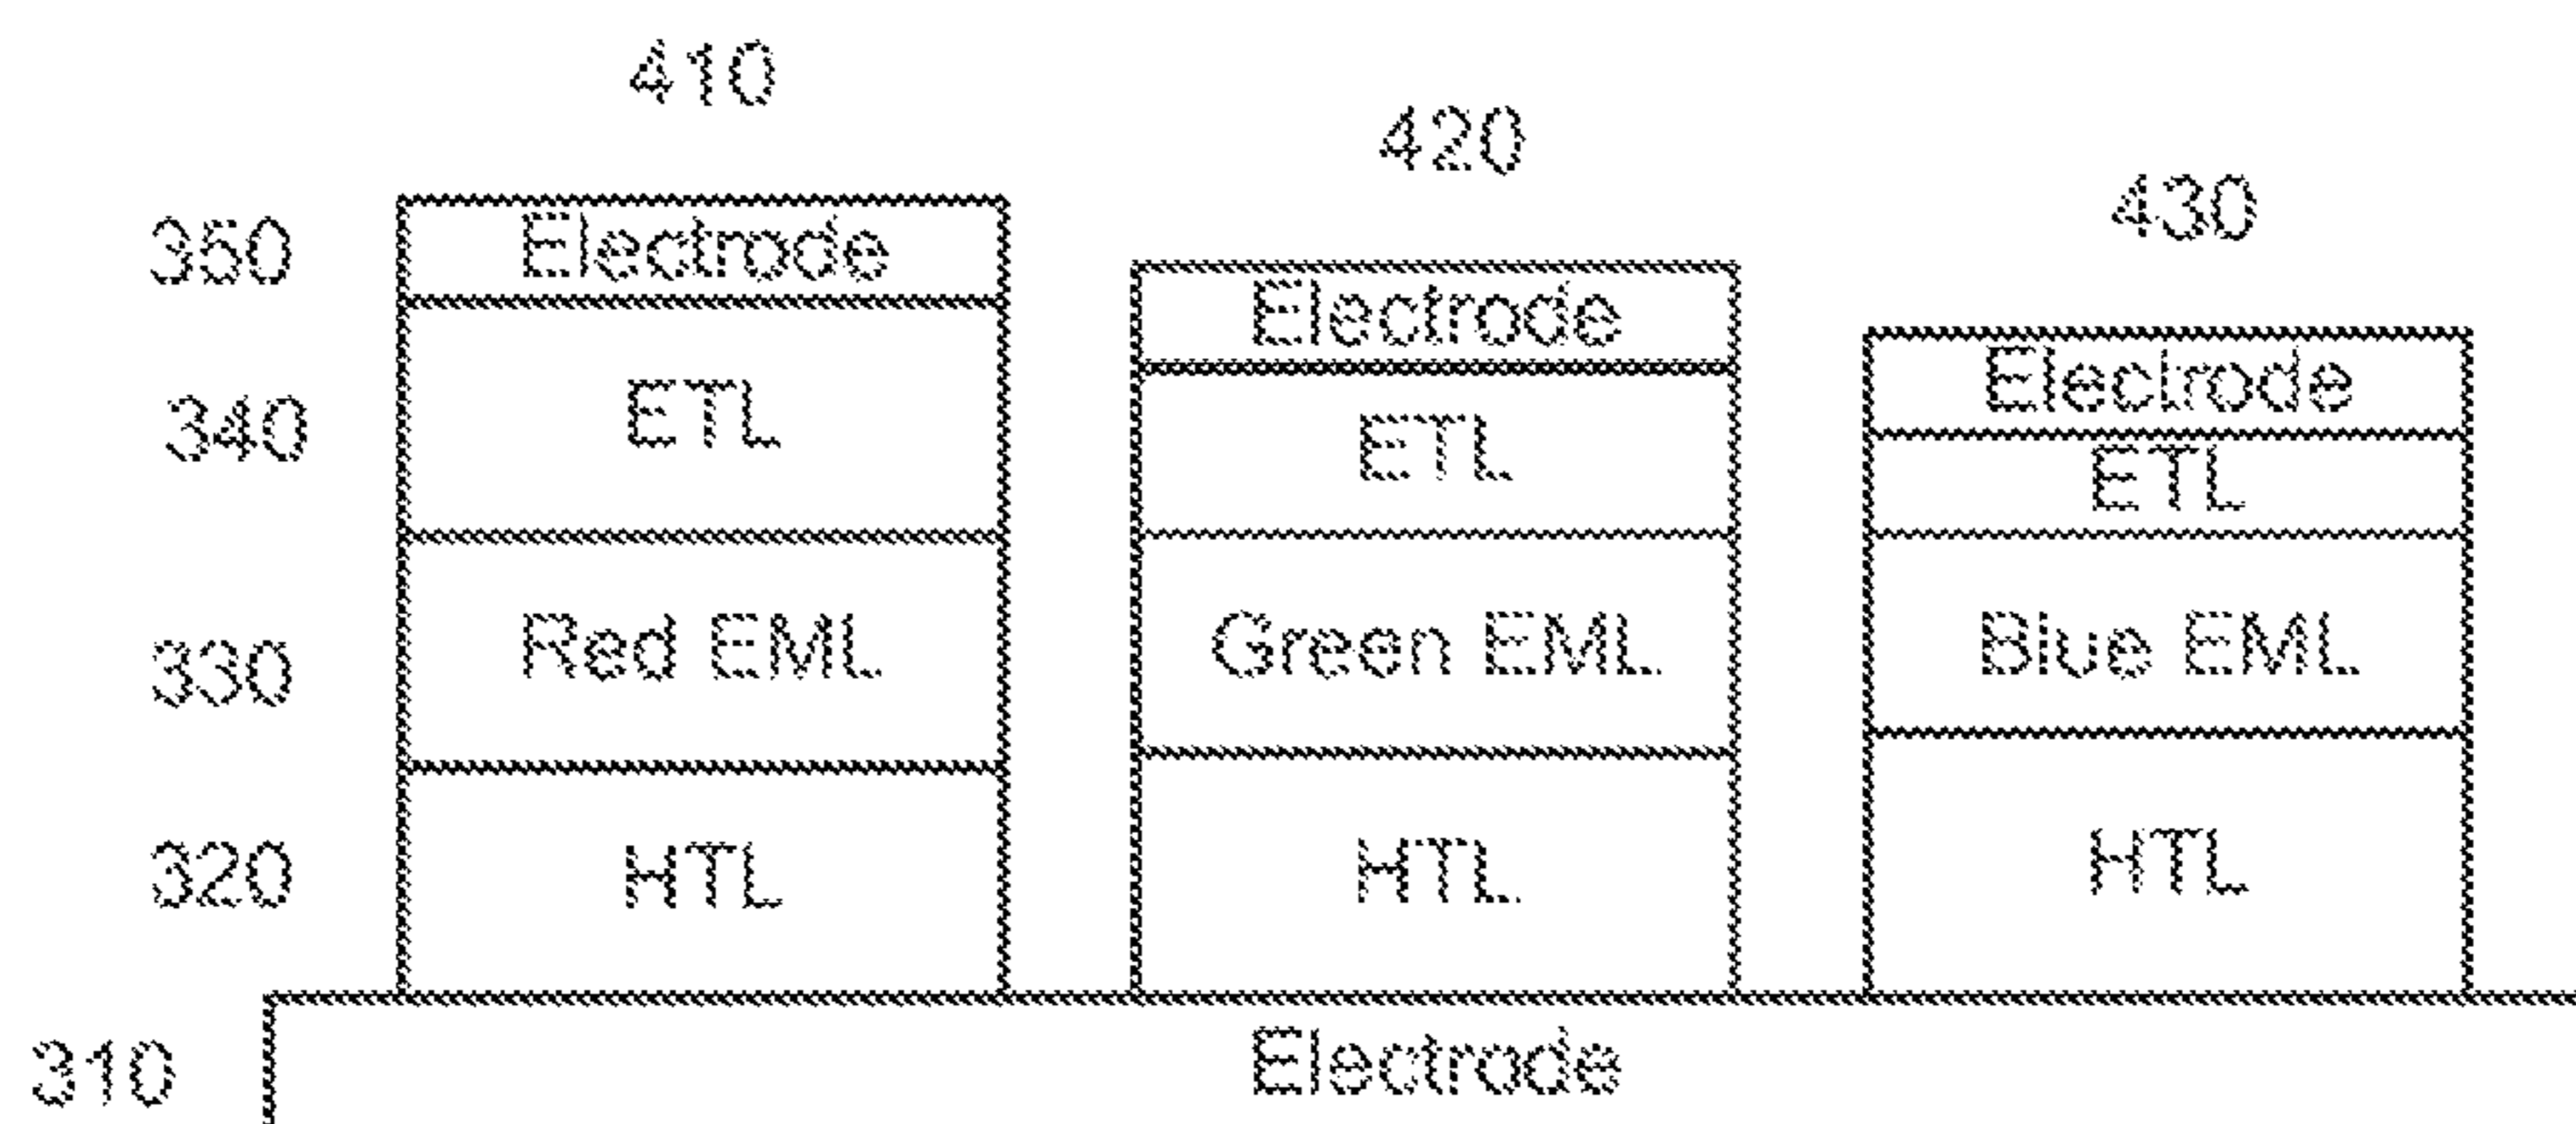 410
420
430
350 Electrode Electrode Electrode
340 ETL ETL ETL
330 Red EML Green EML Blue EML
320 HTL HTL HTL
310 Electrode